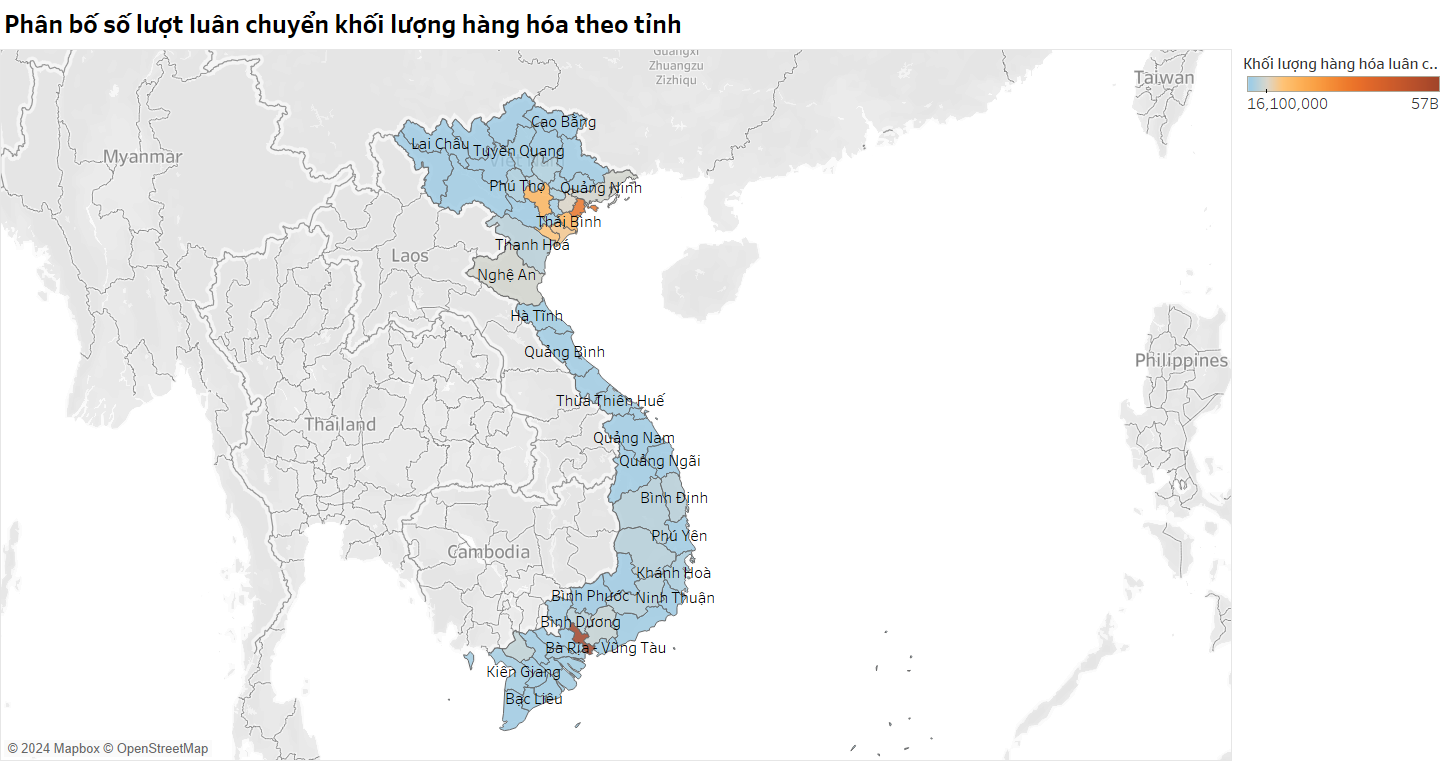 Phân bố số lượt luân chuyển khối lượng hàng hóa theo tỉnh
Khối lượng hàng hóa luân c..
16,100,000 57B
Guangxi
Zhuangzu
Zizhiqu
Taiwan
Cao Bằng
Lai Châu
Tuyên Quang
Myanmar
Phú Thọ
Quảng Ninh
Thái Bình
Thanh Hoá
Laos
Nghệ An
Hà Tĩnh
Quảng Bình
Philippines
Thừa Thiên Huế
Thailand
Quảng Nam
Quảng Ngãi
Bình Định
Phú Yên
Cambodia
Khánh Hoà
Bình Phước
Ninh Thuận
Bình Dương
Bà Rịa - Vũng Tàu
Kiên Giang
Bạc Liêu
© 2024 Mapbox © OpenStreetMap